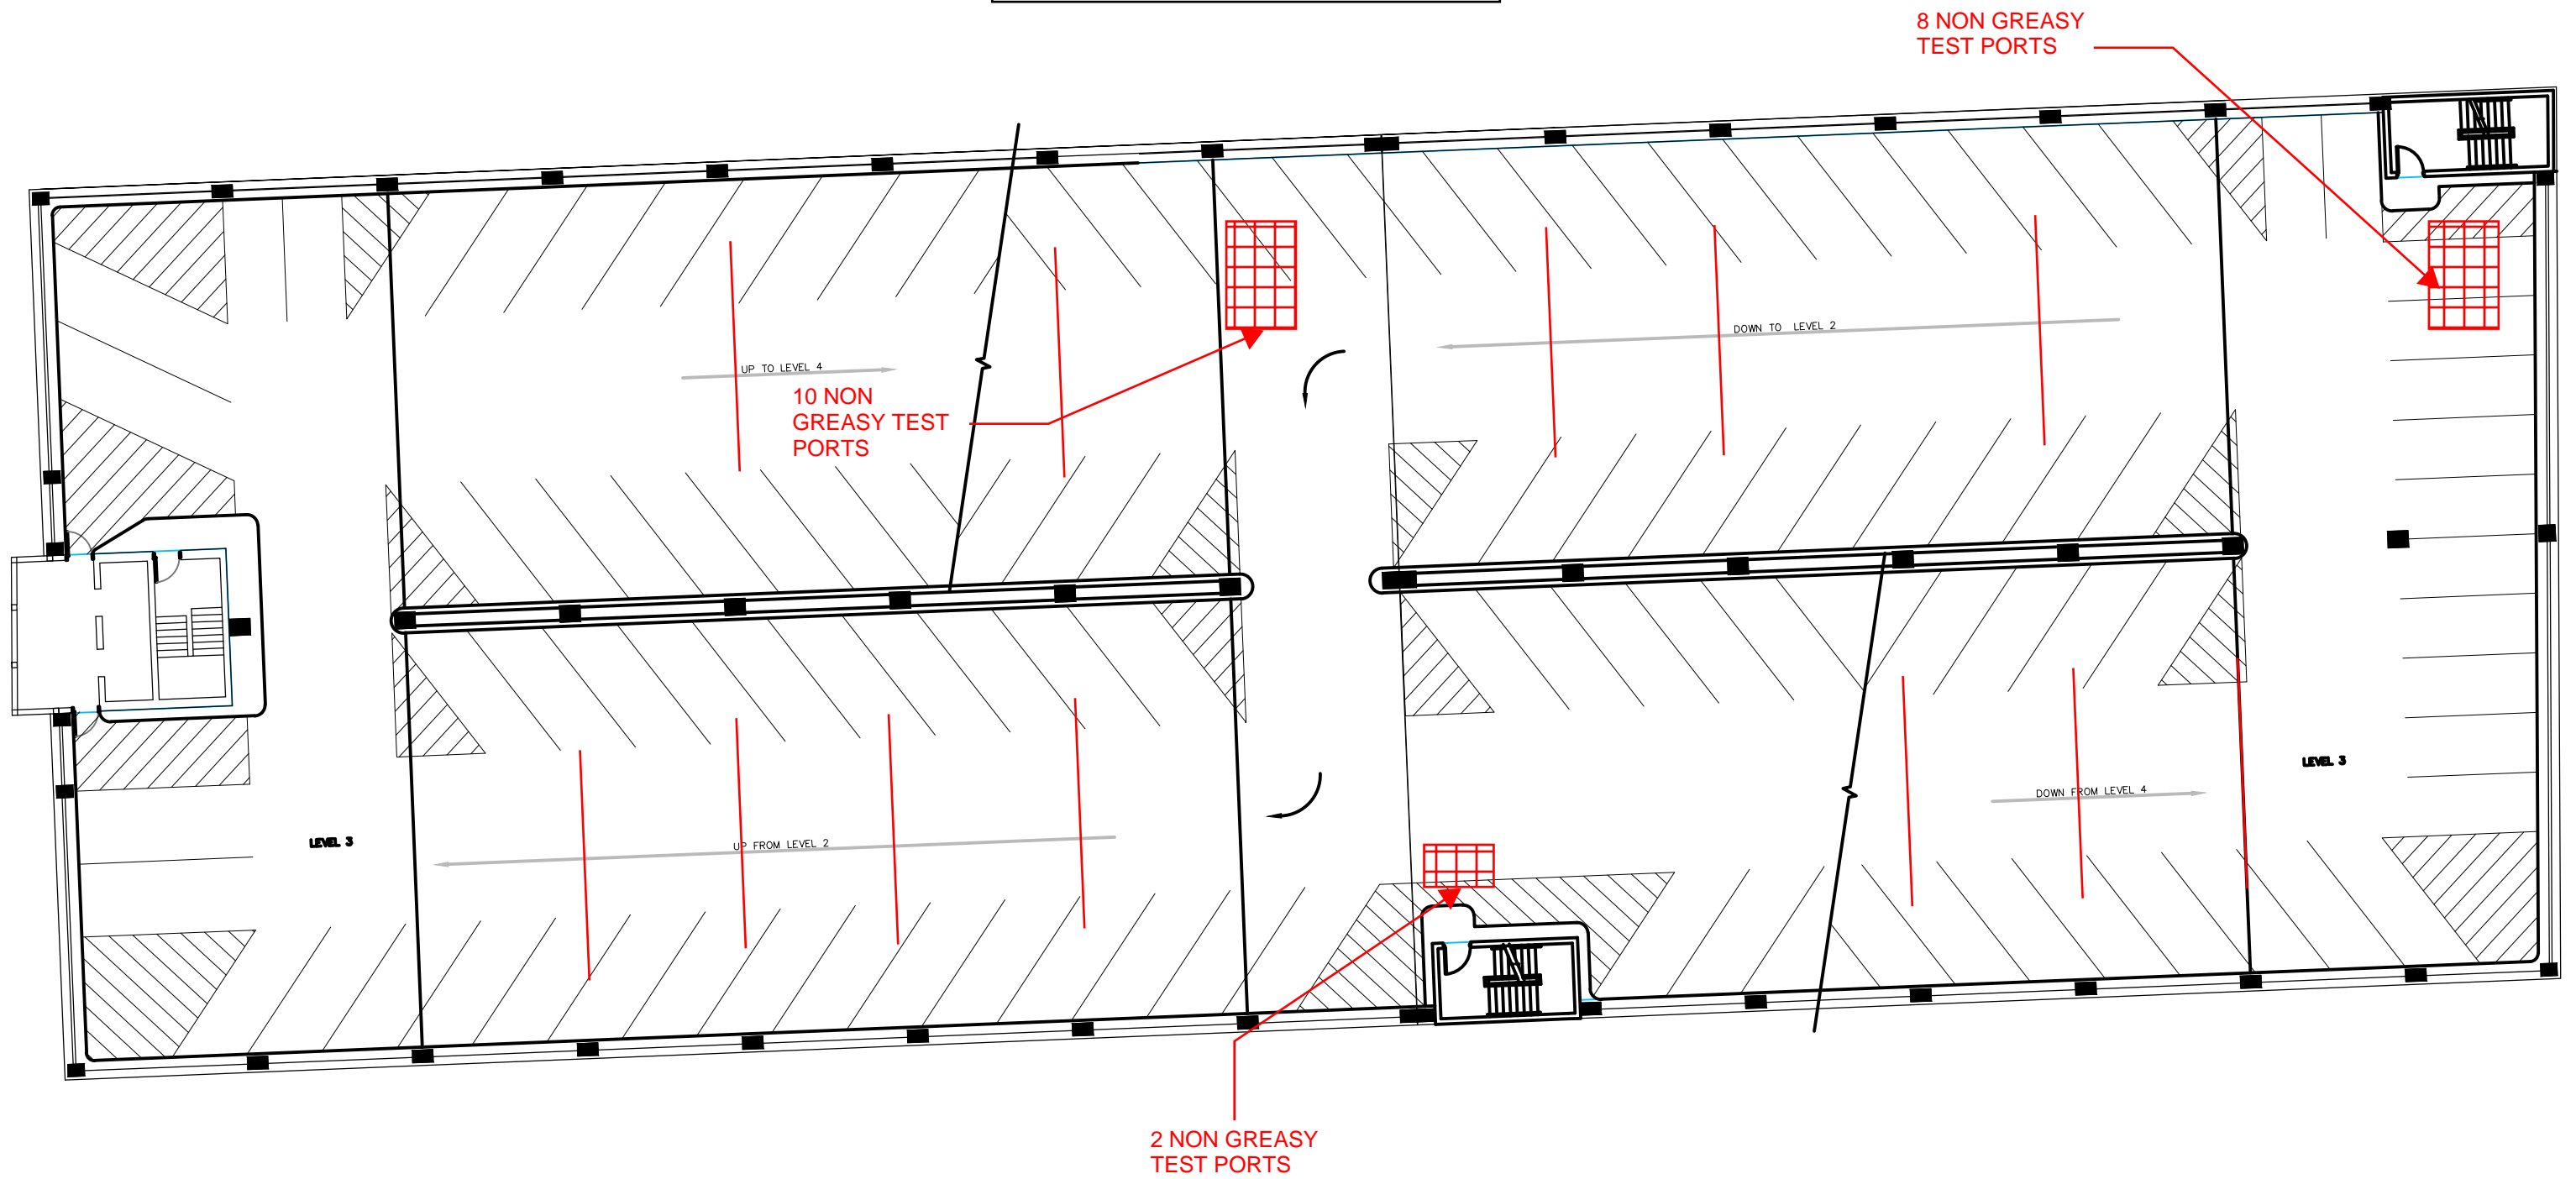 8 NON GREASY
TEST PORTS
DOWN TO LEVEL 2
UP TO LEVEL 4
10 NON
GREASY TEST
PORTS
LEVEL 3
DOWN FROM LEVEL 4
LEVEL 3
UP FROM LEVEL 2
2 NON GREASY
TEST PORTS